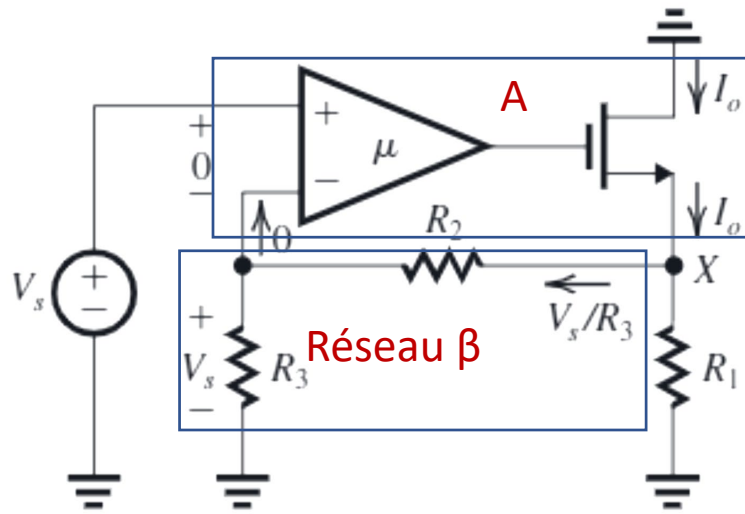 A
I_o
+
0
−
+
μ
−
0
R_2
I_o
V_s
+
−
X
V_s/R_3
+
V_s
−
R_3
Réseau β
R_1